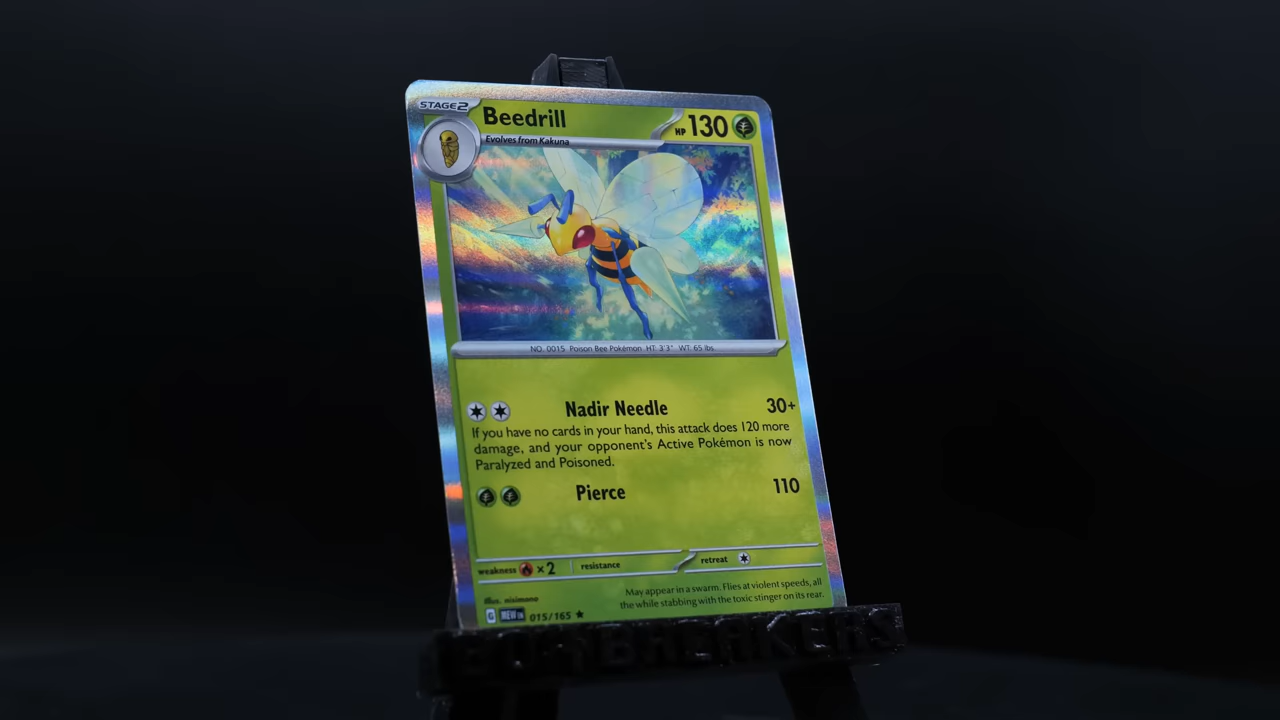 STAGE2
Beedrill
HP 130
Evolves from Kakuna
NO. 0015 Poison Bee Pokémon HT: 3'3" WT: 65 lbs.
Nadir Needle 30+
If you have no cards in your hand, this attack does 120 more
damage, and your opponent's Active Pokémon is now
Paralyzed and Poisoned.
Pierce 110
weakness ×2 resistance retreat
Illus. nisimono
May appear in a swarm. Flies at violent speeds, all
the while stabbing with the toxic stinger on its rear.
G MEW EN 015/165